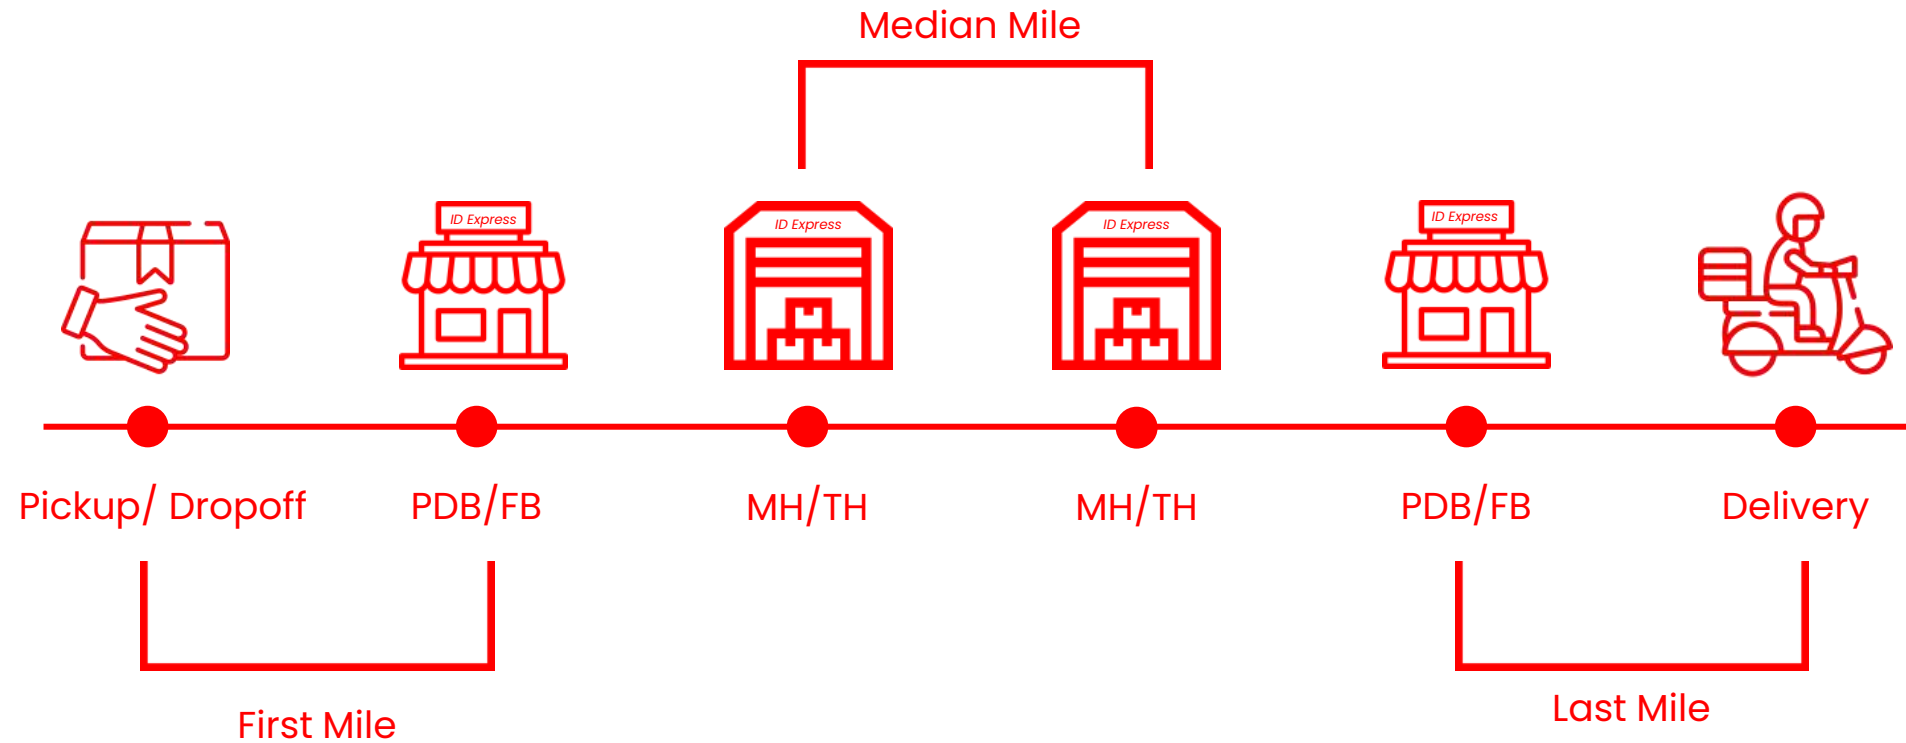 Median Mile
ID Express
ID Express
ID Express
ID Express
Pickup/ Dropoff
PDB/FB
MH/TH
MH/TH
PDB/FB
Delivery
First Mile
Last Mile